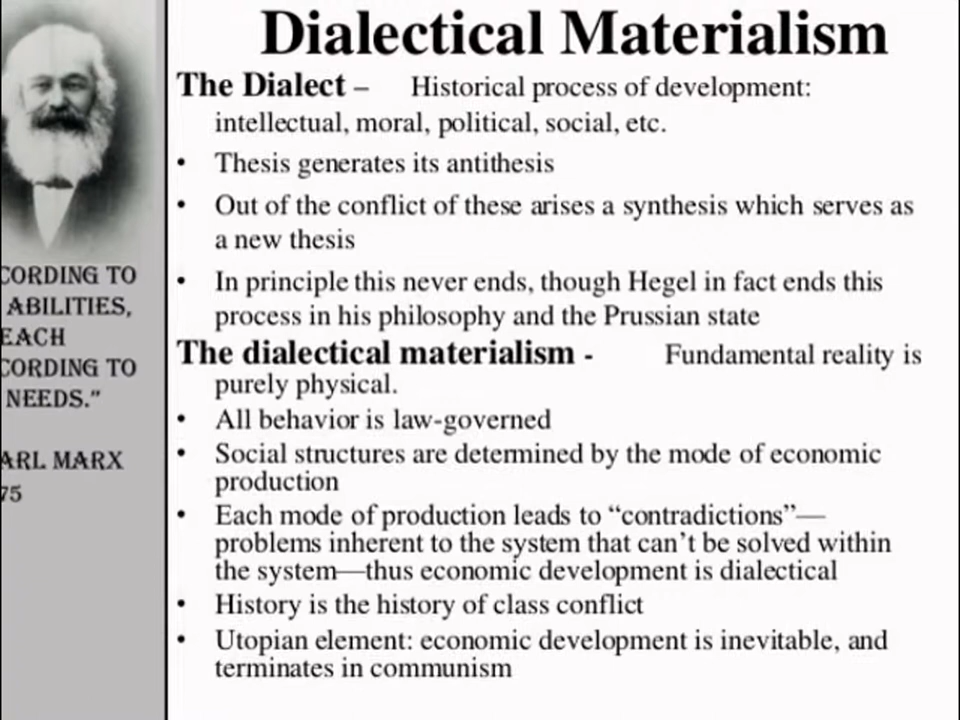 Dialectical Materialism
The Dialect – Historical process of development:
intellectual, moral, political, social, etc.
• Thesis generates its antithesis
• Out of the conflict of these arises a synthesis which serves as
a new thesis
• In principle this never ends, though Hegel in fact ends this
process in his philosophy and the Prussian state
The dialectical materialism - Fundamental reality is
purely physical.
• All behavior is law-governed
• Social structures are determined by the mode of economic
production
• Each mode of production leads to “contradictions”—
problems inherent to the system that can’t be solved within
the system—thus economic development is dialectical
• History is the history of class conflict
• Utopian element: economic development is inevitable, and
terminates in communism
CORDING TO
ABILITIES,
EACH
CORDING TO
NEEDS.”
ARL MARX
75